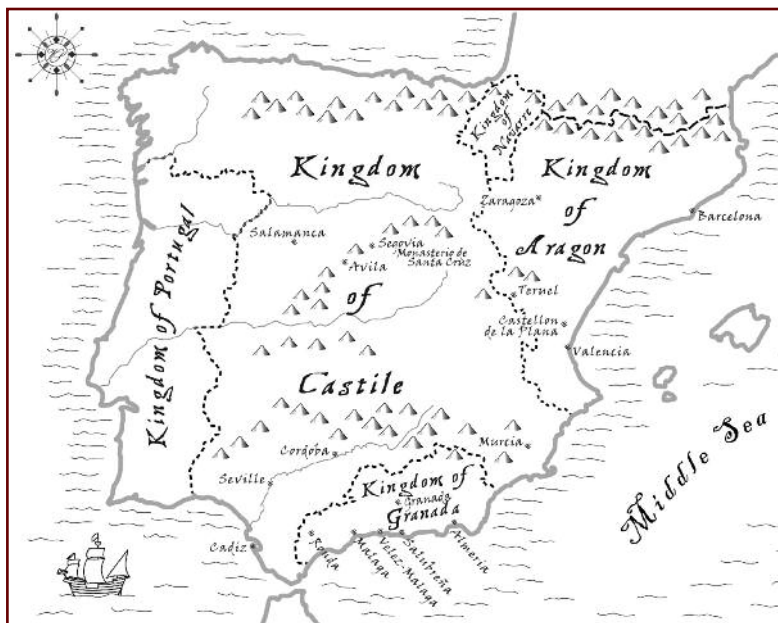 Kingdom
of
Navarre
Kingdom
of
Castile
Kingdom
of
Aragon
Kingdom of Portugal
Kingdom of
Granada
Zaragoza
Barcelona
Salamanca
Segovia
Monasterio de
Santa Cruz
Avila
Teruel
Castellon
de la Plana
Valencia
Cordoba
Murcia
Seville
Granada
Cadiz
Ronda
Malaga
Velez-Malaga
Salubreña
Almeria
Middle Sea